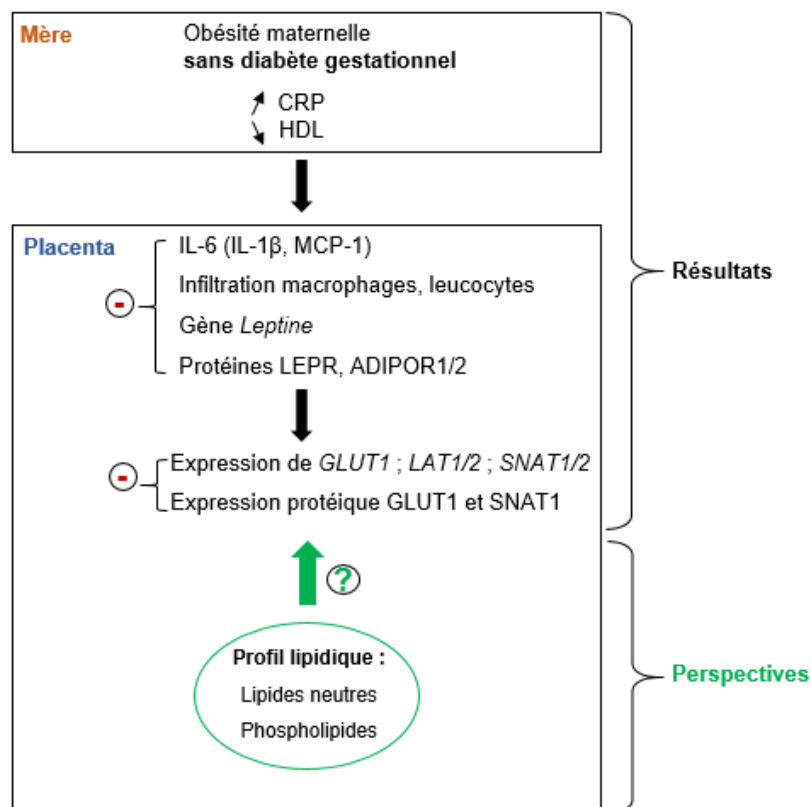 Mère
Obésité maternelle
sans diabète gestationnel
CRP
HDL
Placenta
IL-6 (IL-1β, MCP-1)
Infiltration macrophages, leucocytes
-
Gène Leptine
Protéines LEPR, ADIPOR1/2
Résultats
Expression de GLUT1 ; LAT1/2 ; SNAT1/2
-
Expression protéique GLUT1 et SNAT1
?
Profil lipidique :
Lipides neutres
Phospholipides
Perspectives